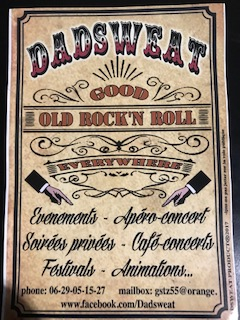 DADSWEAT
GOOD
OLD ROCK'N ROLL
EVERYWHERE
Evenements - Apéro-concert
Soirées privées - Café-concerts
Festivals - Animations...
phone: 06-29-05-15-27 mailbox: gstz55@orange.
www.facebook.com/Dadsweat